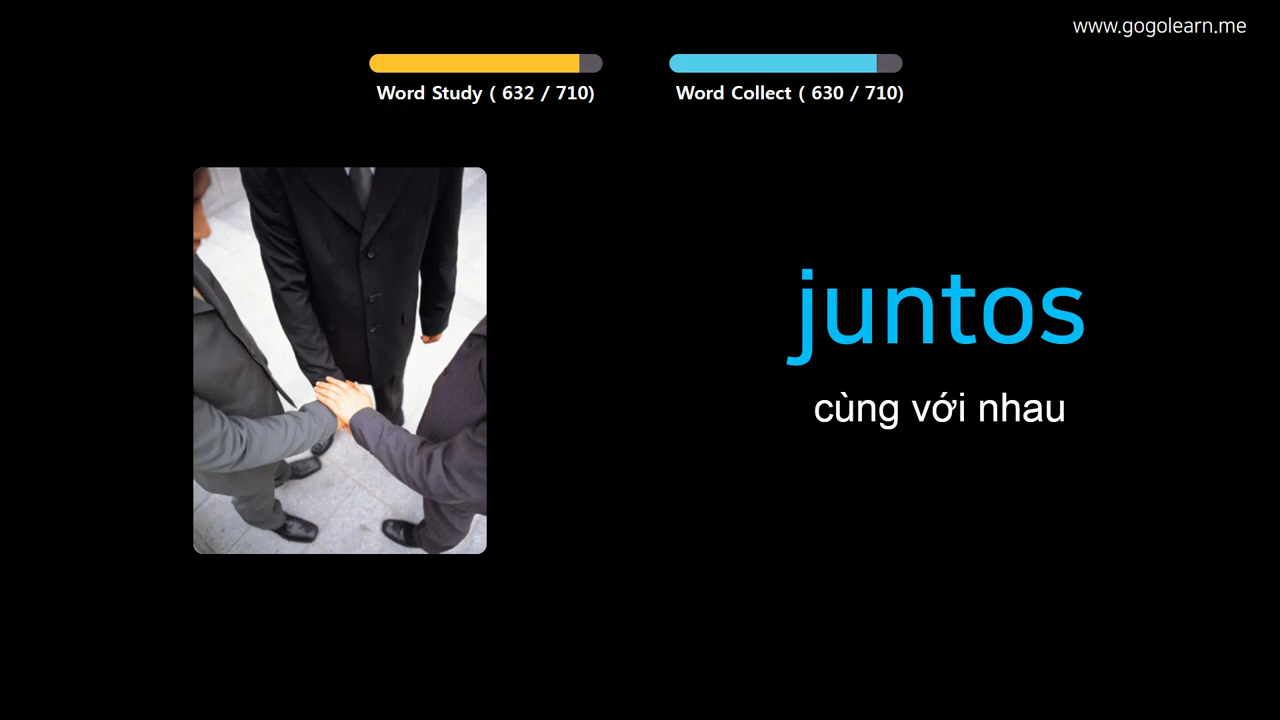 www.gogolearn.me
Word Study ( 632 / 710)
Word Collect ( 630 / 710)
juntos
cùng với nhau